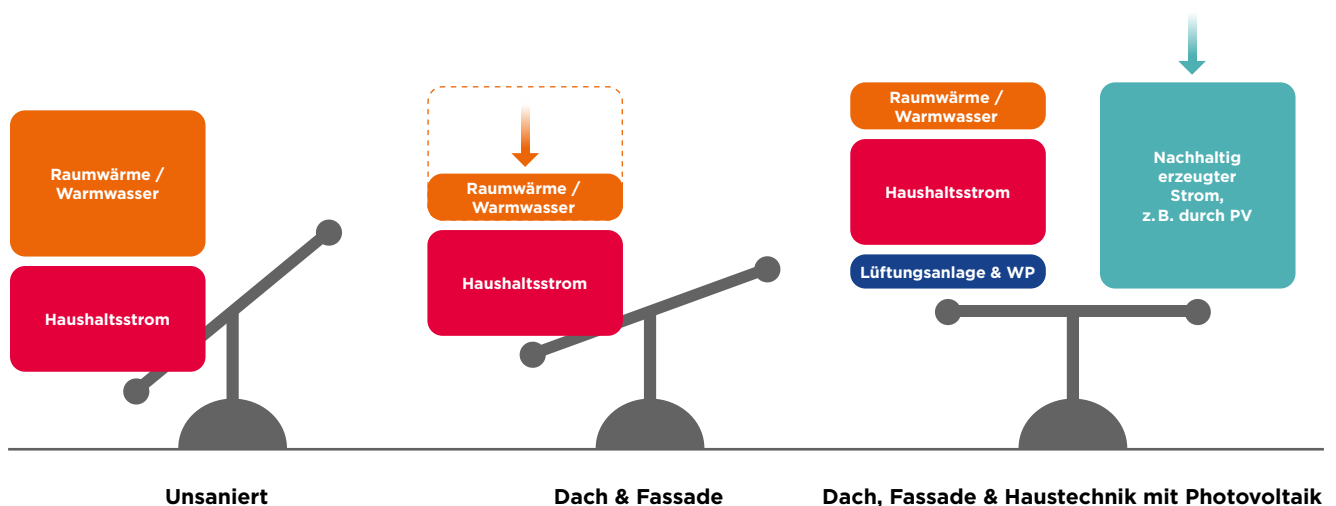 Raumwärme /
Warmwasser
Haushaltsstrom
Unsaniert
Raumwärme /
Warmwasser
Haushaltsstrom
Dach & Fassade
Raumwärme /
Warmwasser
Haushaltsstrom
Lüftungsanlage & WP
Nachhaltig
erzeugter
Strom,
z. B. durch PV
Dach, Fassade & Haustechnik mit Photovoltaik